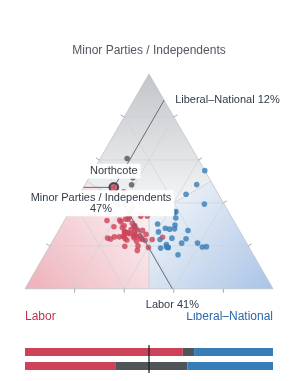 Minor Parties / Independents
Liberal–National 12%
Northcote
Minor Parties / Independents
47%
Labor 41%
Labor
Liberal–National